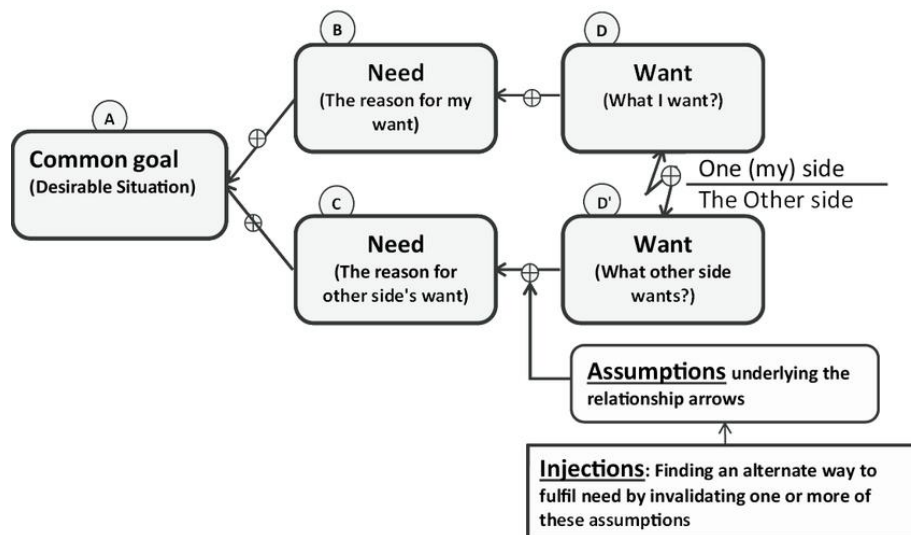 B
Need
(The reason for my
want)
D
Want
(What I want?)
A
Common goal
(Desirable Situation)
One (my) side
The Other side
C
Need
(The reason for
other side's want)
D'
Want
(What other side
wants?)
Assumptions underlying the
relationship arrows
Injections: Finding an alternate way to
fulfil need by invalidating one or more of
these assumptions